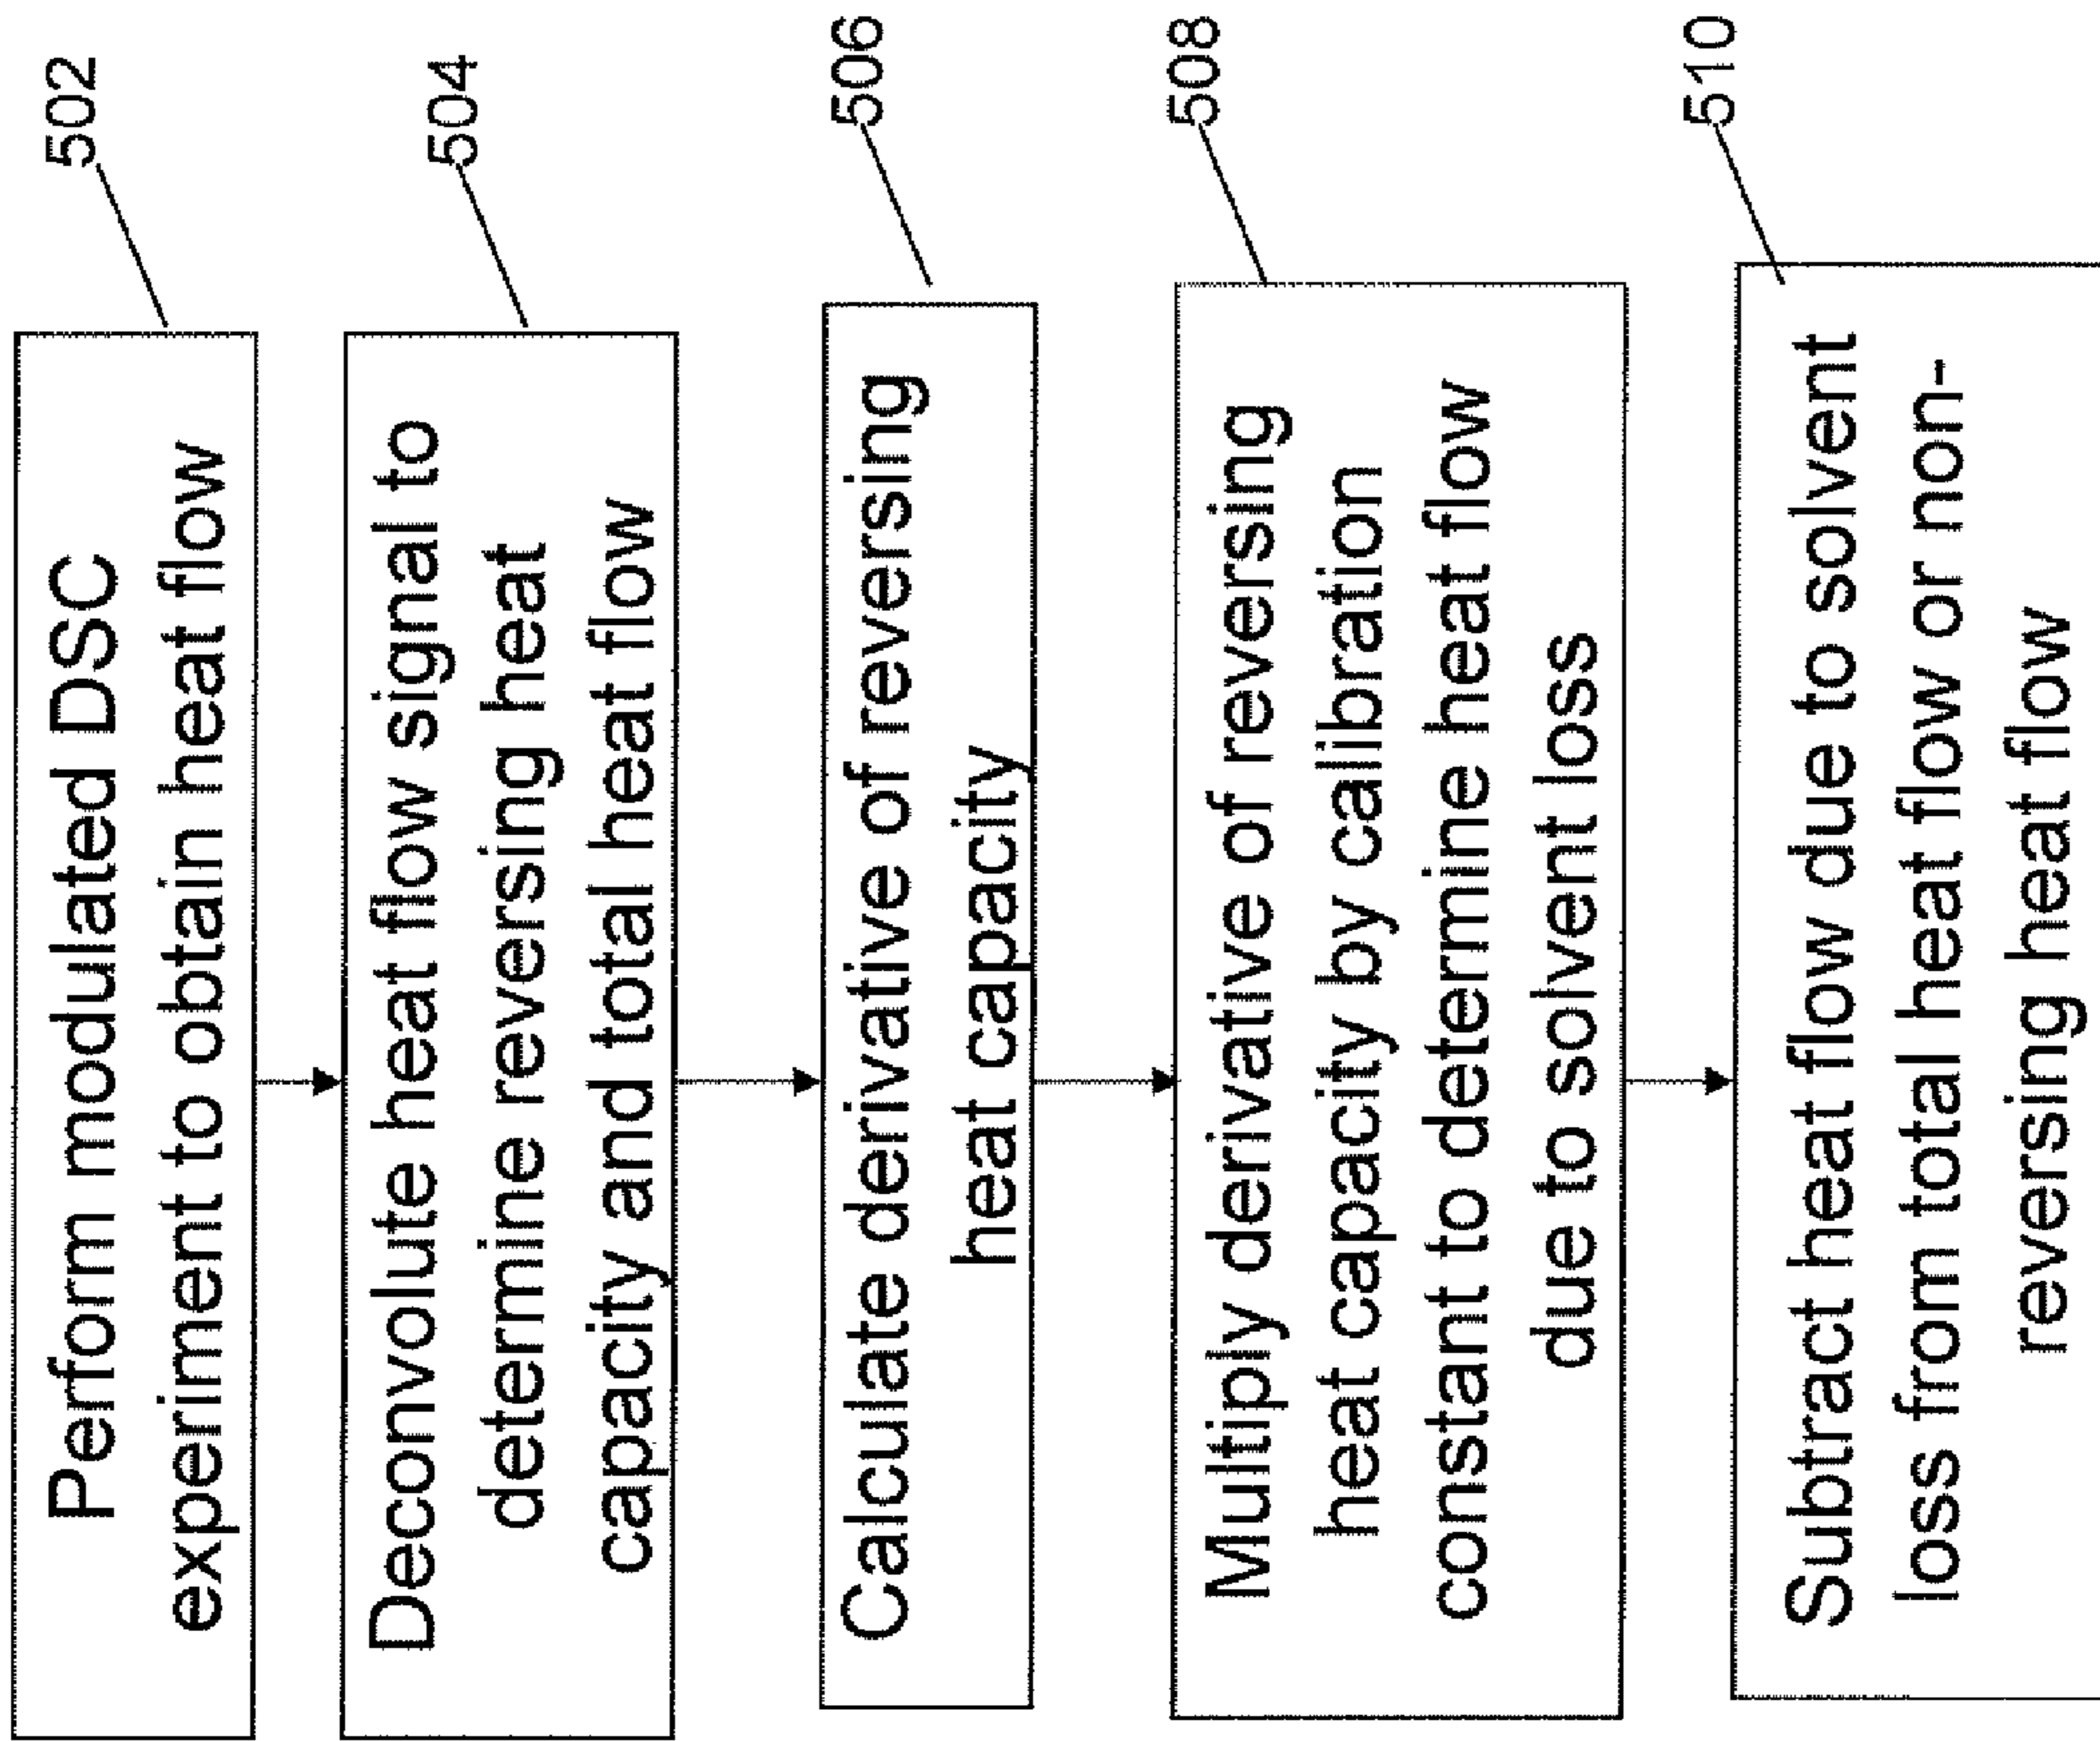 Perform modulated DSC
experiment to obtain heat flow
502
Deconvolute heat flow signal to
determine reversing heat
capacity and total heat flow
504
Calculate derivative of reversing
heat capacity
506
Multiply derivative of reversing
heat capacity by calibration
constant to determine heat flow
due to solvent loss
508
Subtract heat flow due to solvent
loss from total heat flow or non-
reversing heat flow
510